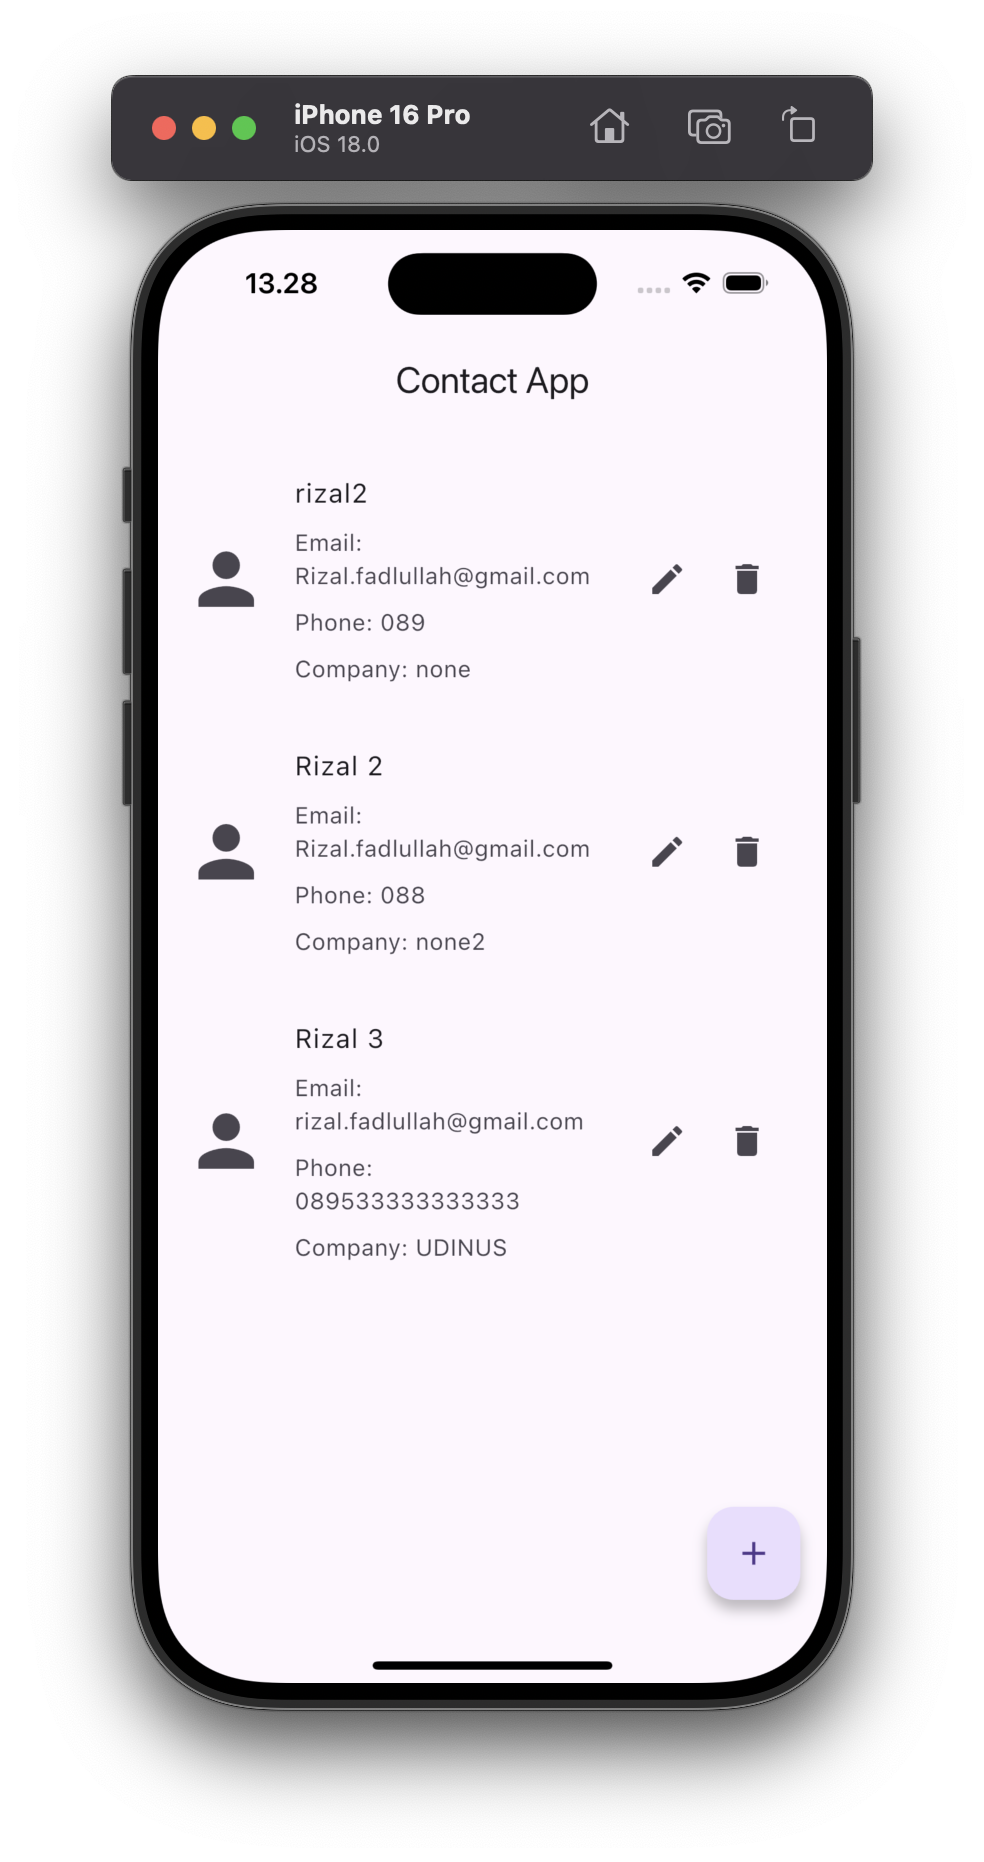 iPhone 16 Pro
iOS 18.0
13.28
Contact App
rizal2
Email:
Rizal.fadlullah@gmail.com
Phone: 089
Company: none
Rizal 2
Email:
Rizal.fadlullah@gmail.com
Phone: 088
Company: none2
Rizal 3
Email:
rizal.fadlullah@gmail.com
Phone:
089533333333333
Company: UDINUS
+